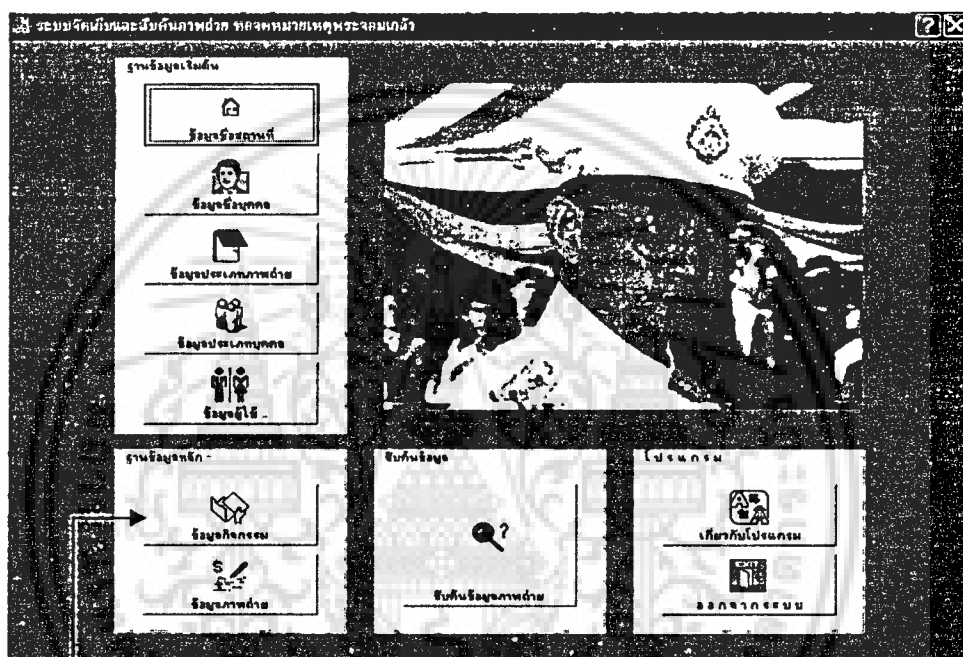 ระบบจัดเก็บและสืบค้นภาพถ่าย หอจดหมายเหตุพระจอมเกล้า
ฐานข้อมูลเริ่มต้น
ข้อมูลชื่อสถานที่
ข้อมูลชื่อบุคคล
ข้อมูลประเภทภาพถ่าย
ข้อมูลประเภทบุคคล
ข้อมูลผู้ใช้
ฐานข้อมูลหลัก
ข้อมูลกิจกรรม
ข้อมูลภาพถ่าย
สืบค้นข้อมูล
สืบค้นข้อมูลภาพถ่าย
โปรแกรม
เกี่ยวกับโปรแกรม
ออกจากระบบ